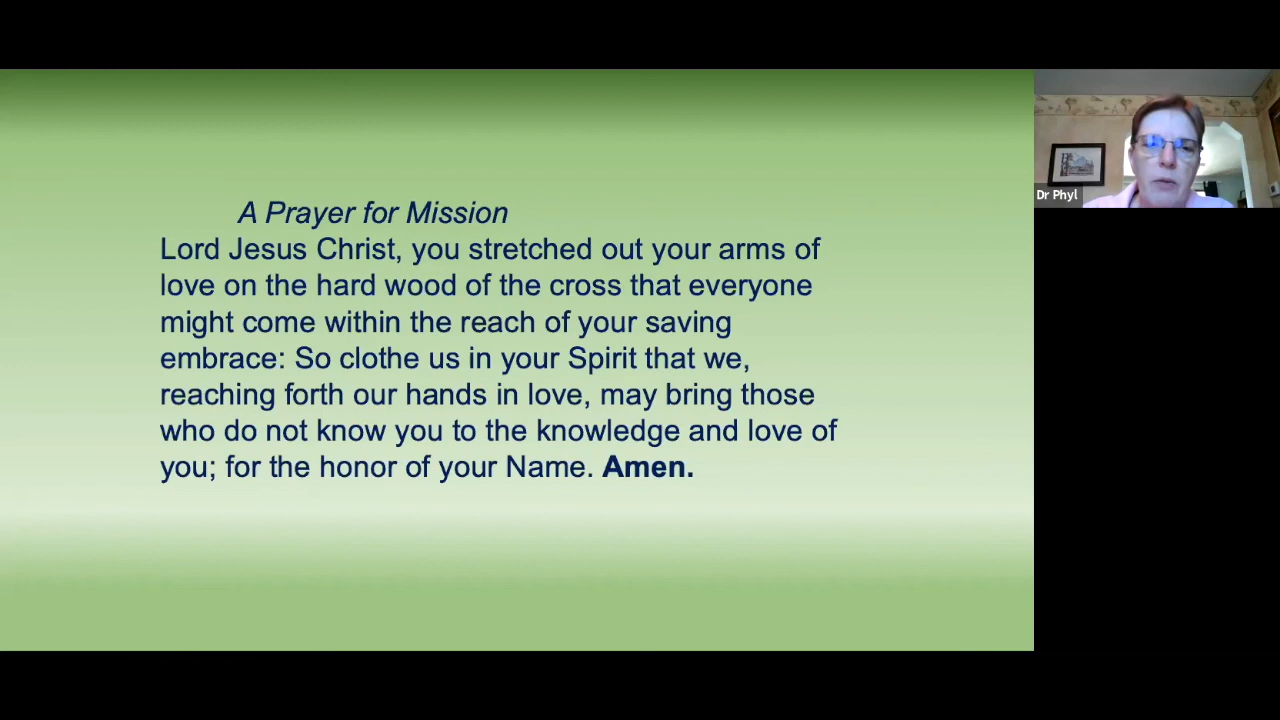 A Prayer for Mission
Lord Jesus Christ, you stretched out your arms of
love on the hard wood of the cross that everyone
might come within the reach of your saving
embrace: So clothe us in your Spirit that we,
reaching forth our hands in love, may bring those
who do not know you to the knowledge and love of
you; for the honor of your Name. Amen.
Dr Phyl